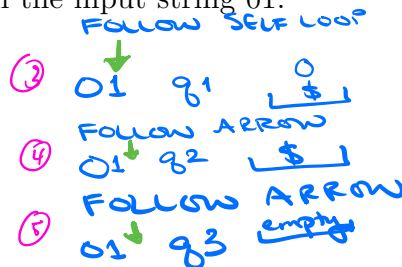 n the input string 01.
FOLLOW SELF LOOP
③ 01 q1 0 $
FOLLOW ARROW
④ 01 q2 $
FOLLOW ARROW
⑤ 01 q3 empty